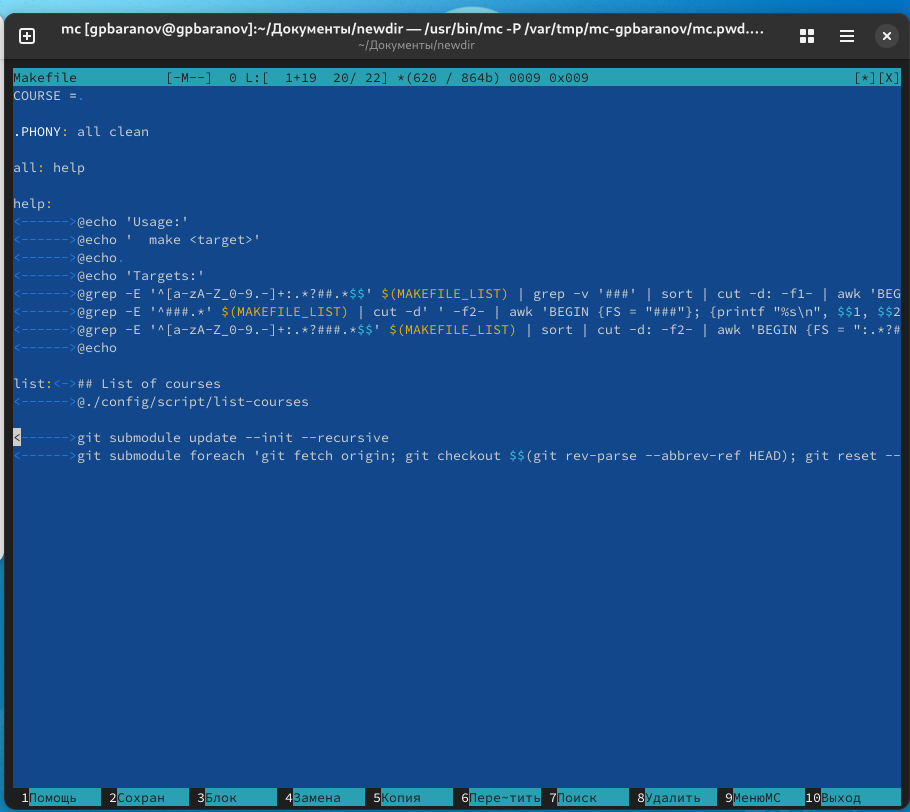 mc [gpbaranov@gpbaranov]:~/Документы/newdir — /usr/bin/mc -P /var/tmp/mc-gpbaranov/mc.pwd.…
~/Документы/newdir
Makefile [-M--] 0 L:[ 1+19 20/ 22] *(620 / 864b) 0009 0x009 [*][X]
COURSE =.
.PHONY: all clean
all: help
help:
<------>@echo 'Usage:'
<------>@echo '  make <target>'
<------>@echo.
<------>@echo 'Targets:'
<------>@grep -E '^[a-zA-Z_0-9.-]+:.*?##.*$$' $(MAKEFILE_LIST) | grep -v '###' | sort | cut -d: -f1- | awk 'BEG
<------>@grep -E '^###.*' $(MAKEFILE_LIST) | cut -d' ' -f2- | awk 'BEGIN {FS = "###"}; {printf "%s\n", $$1, $$2
<------>@grep -E '^[a-zA-Z_0-9.-]+:.*?###.*$$' $(MAKEFILE_LIST) | sort | cut -d: -f2- | awk 'BEGIN {FS = ":.*?#
<------>@echo
list:<->## List of courses
<------>@./config/script/list-courses
<------>git submodule update --init --recursive
<------>git submodule foreach 'git fetch origin; git checkout $$(git rev-parse --abbrev-ref HEAD); git reset --
1Помощь 2Сохран 3Блок 4Замена 5Копия 6Пере~тить 7Поиск 8Удалить 9МенюMC 10Выход